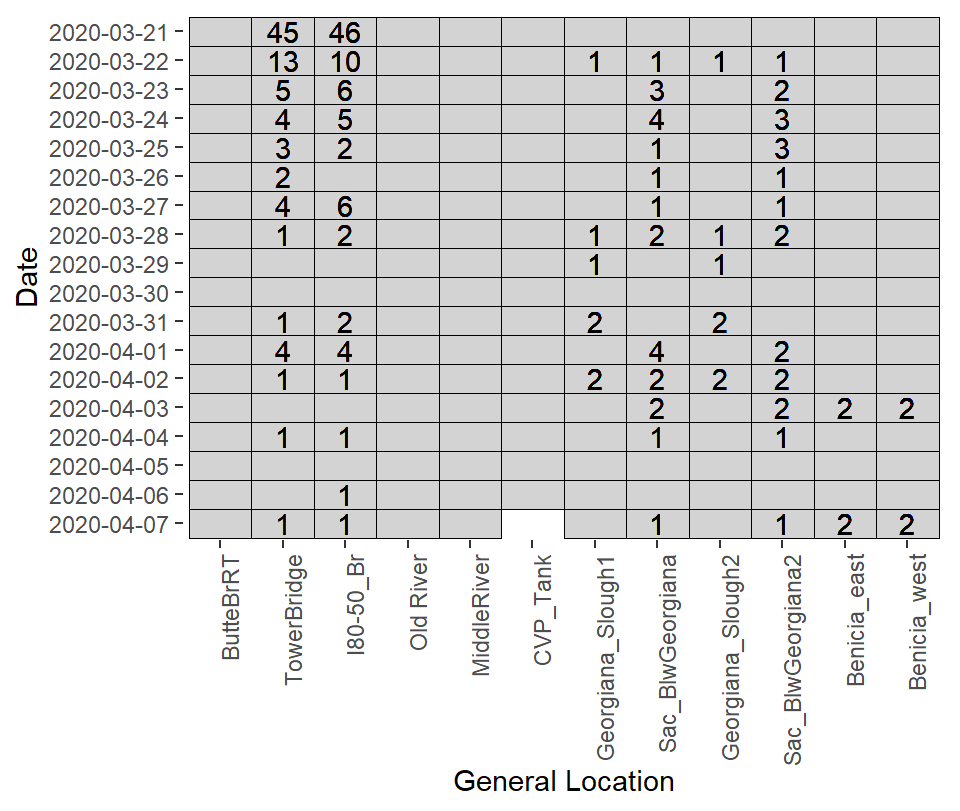 2020-03-21 45 46
2020-03-22 13 10 1 1 1 1
2020-03-23 5 6 3 2
2020-03-24 4 5 4 3
2020-03-25 3 2 1 3
2020-03-26 2 1 1
2020-03-27 4 6 1 1
2020-03-28 1 2 1 2 1 2
2020-03-29 1 1
2020-03-30
2020-03-31 1 2 2 2
2020-04-01 4 4 4 2
2020-04-02 1 1 2 2 2 2
2020-04-03 2 2 2 2
2020-04-04 1 1 1 1
2020-04-05
2020-04-06 1
2020-04-07 1 1 1 1 2 2
Date
ButteBrRT
TowerBridge
I80-50_Br
Old River
MiddleRiver
CVP_Tank
Georgiana_Slough1
Sac_BlwGeorgiana
Georgiana_Slough2
Sac_BlwGeorgiana2
Benicia_east
Benicia_west
General Location